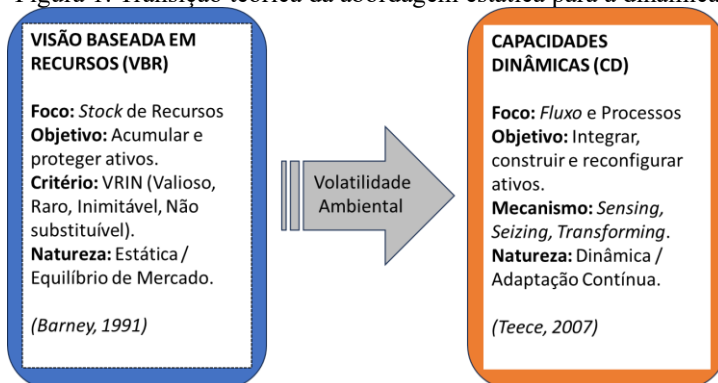 Figura 1: Transição teórica da abordagem estática para a dinâmica
VISÃO BASEADA EM
RECURSOS (VBR)
Foco: Stock de Recursos
Objetivo: Acumular e
proteger ativos.
Critério: VRIN (Valioso,
Raro, Inimitável, Não
substituível).
Natureza: Estática /
Equilíbrio de Mercado.
(Barney, 1991)
Volatilidade
Ambiental
CAPACIDADES
DINÂMICAS (CD)
Foco: Fluxo e Processos
Objetivo: Integrar,
construir e reconfigurar
ativos.
Mecanismo: Sensing,
Seizing, Transforming.
Natureza: Dinâmica /
Adaptação Contínua.
(Teece, 2007)